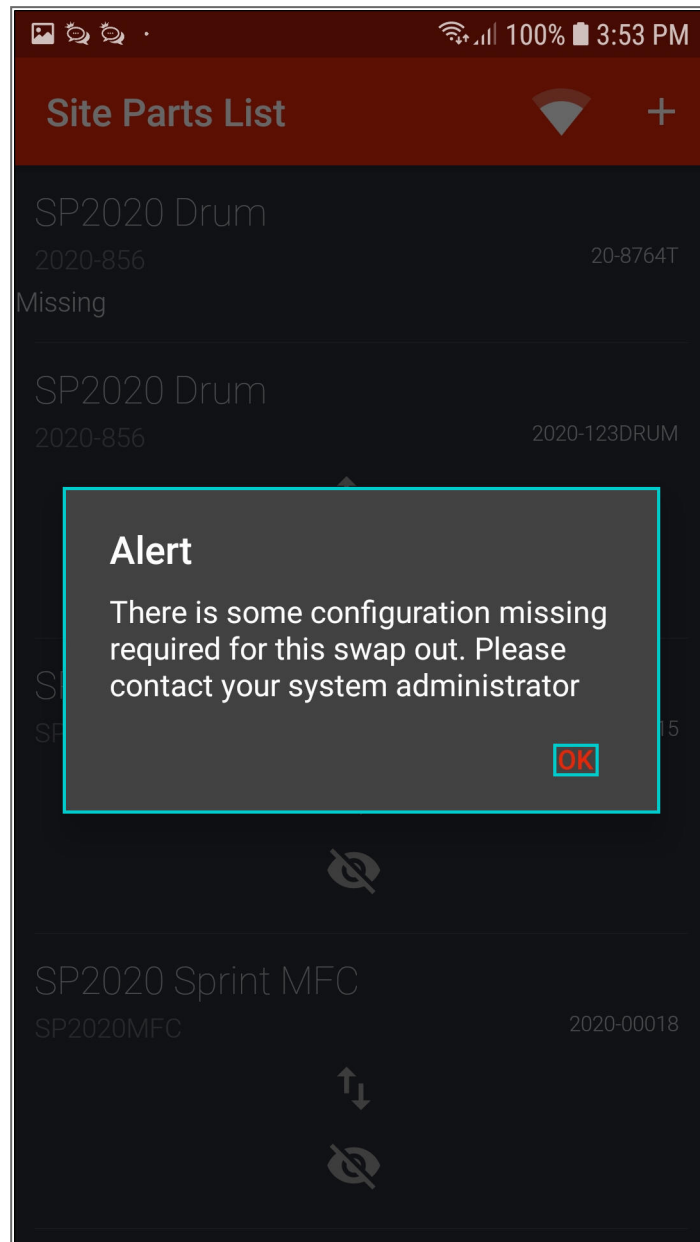 100% 3:53 PM
Site Parts List
SP2020 Drum
2020-856
20-8764T
Missing
SP2020 Drum
2020-856
2020-123DRUM
Alert
There is some configuration missing
required for this swap out. Please
contact your system administrator
OK
SP2020 Sprint MFC
SP2020MFC
2020-00018